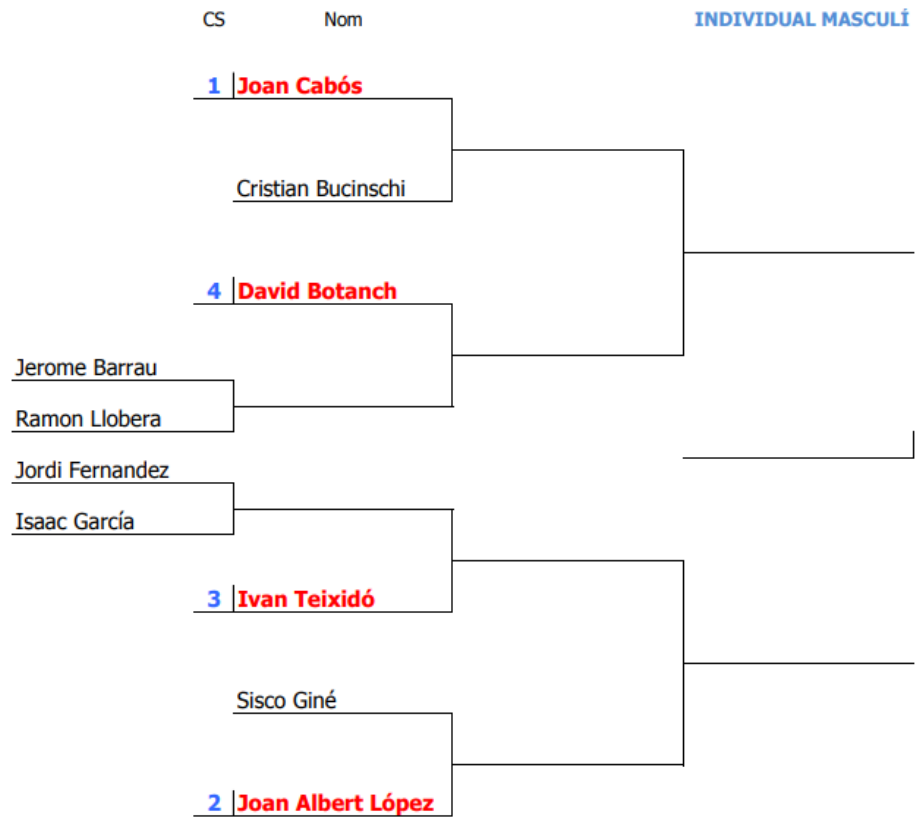 CS Nom INDIVIDUAL MASCULÍ
1 Joan Cabós
Cristian Bucinschi
4 David Botanch
Jerome Barrau
Ramon Llobera
Jordi Fernandez
Isaac García
3 Ivan Teixidó
Sisco Giné
2 Joan Albert López